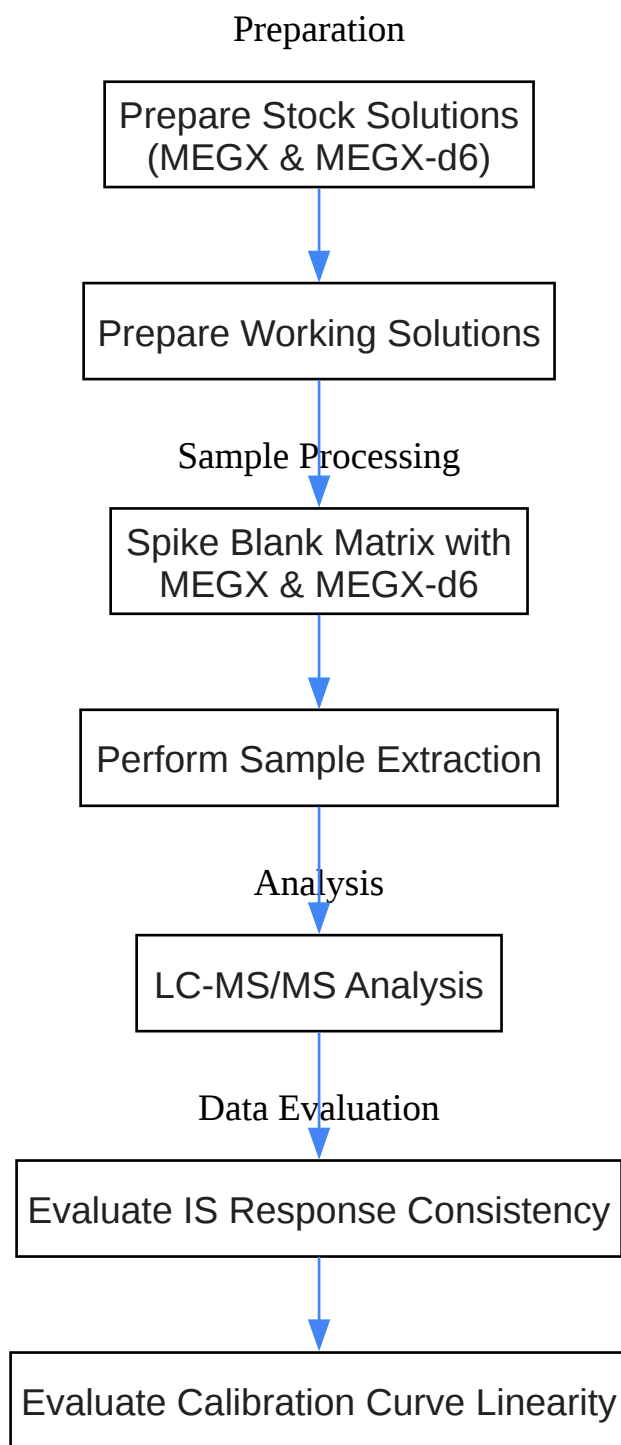 Preparation
Prepare Stock Solutions
(MEGX & MEGX-d6)
Prepare Working Solutions
Sample Processing
Spike Blank Matrix with
MEGX & MEGX-d6
Perform Sample Extraction
Analysis
LC-MS/MS Analysis
Data Evaluation
Evaluate IS Response Consistency
Evaluate Calibration Curve Linearity